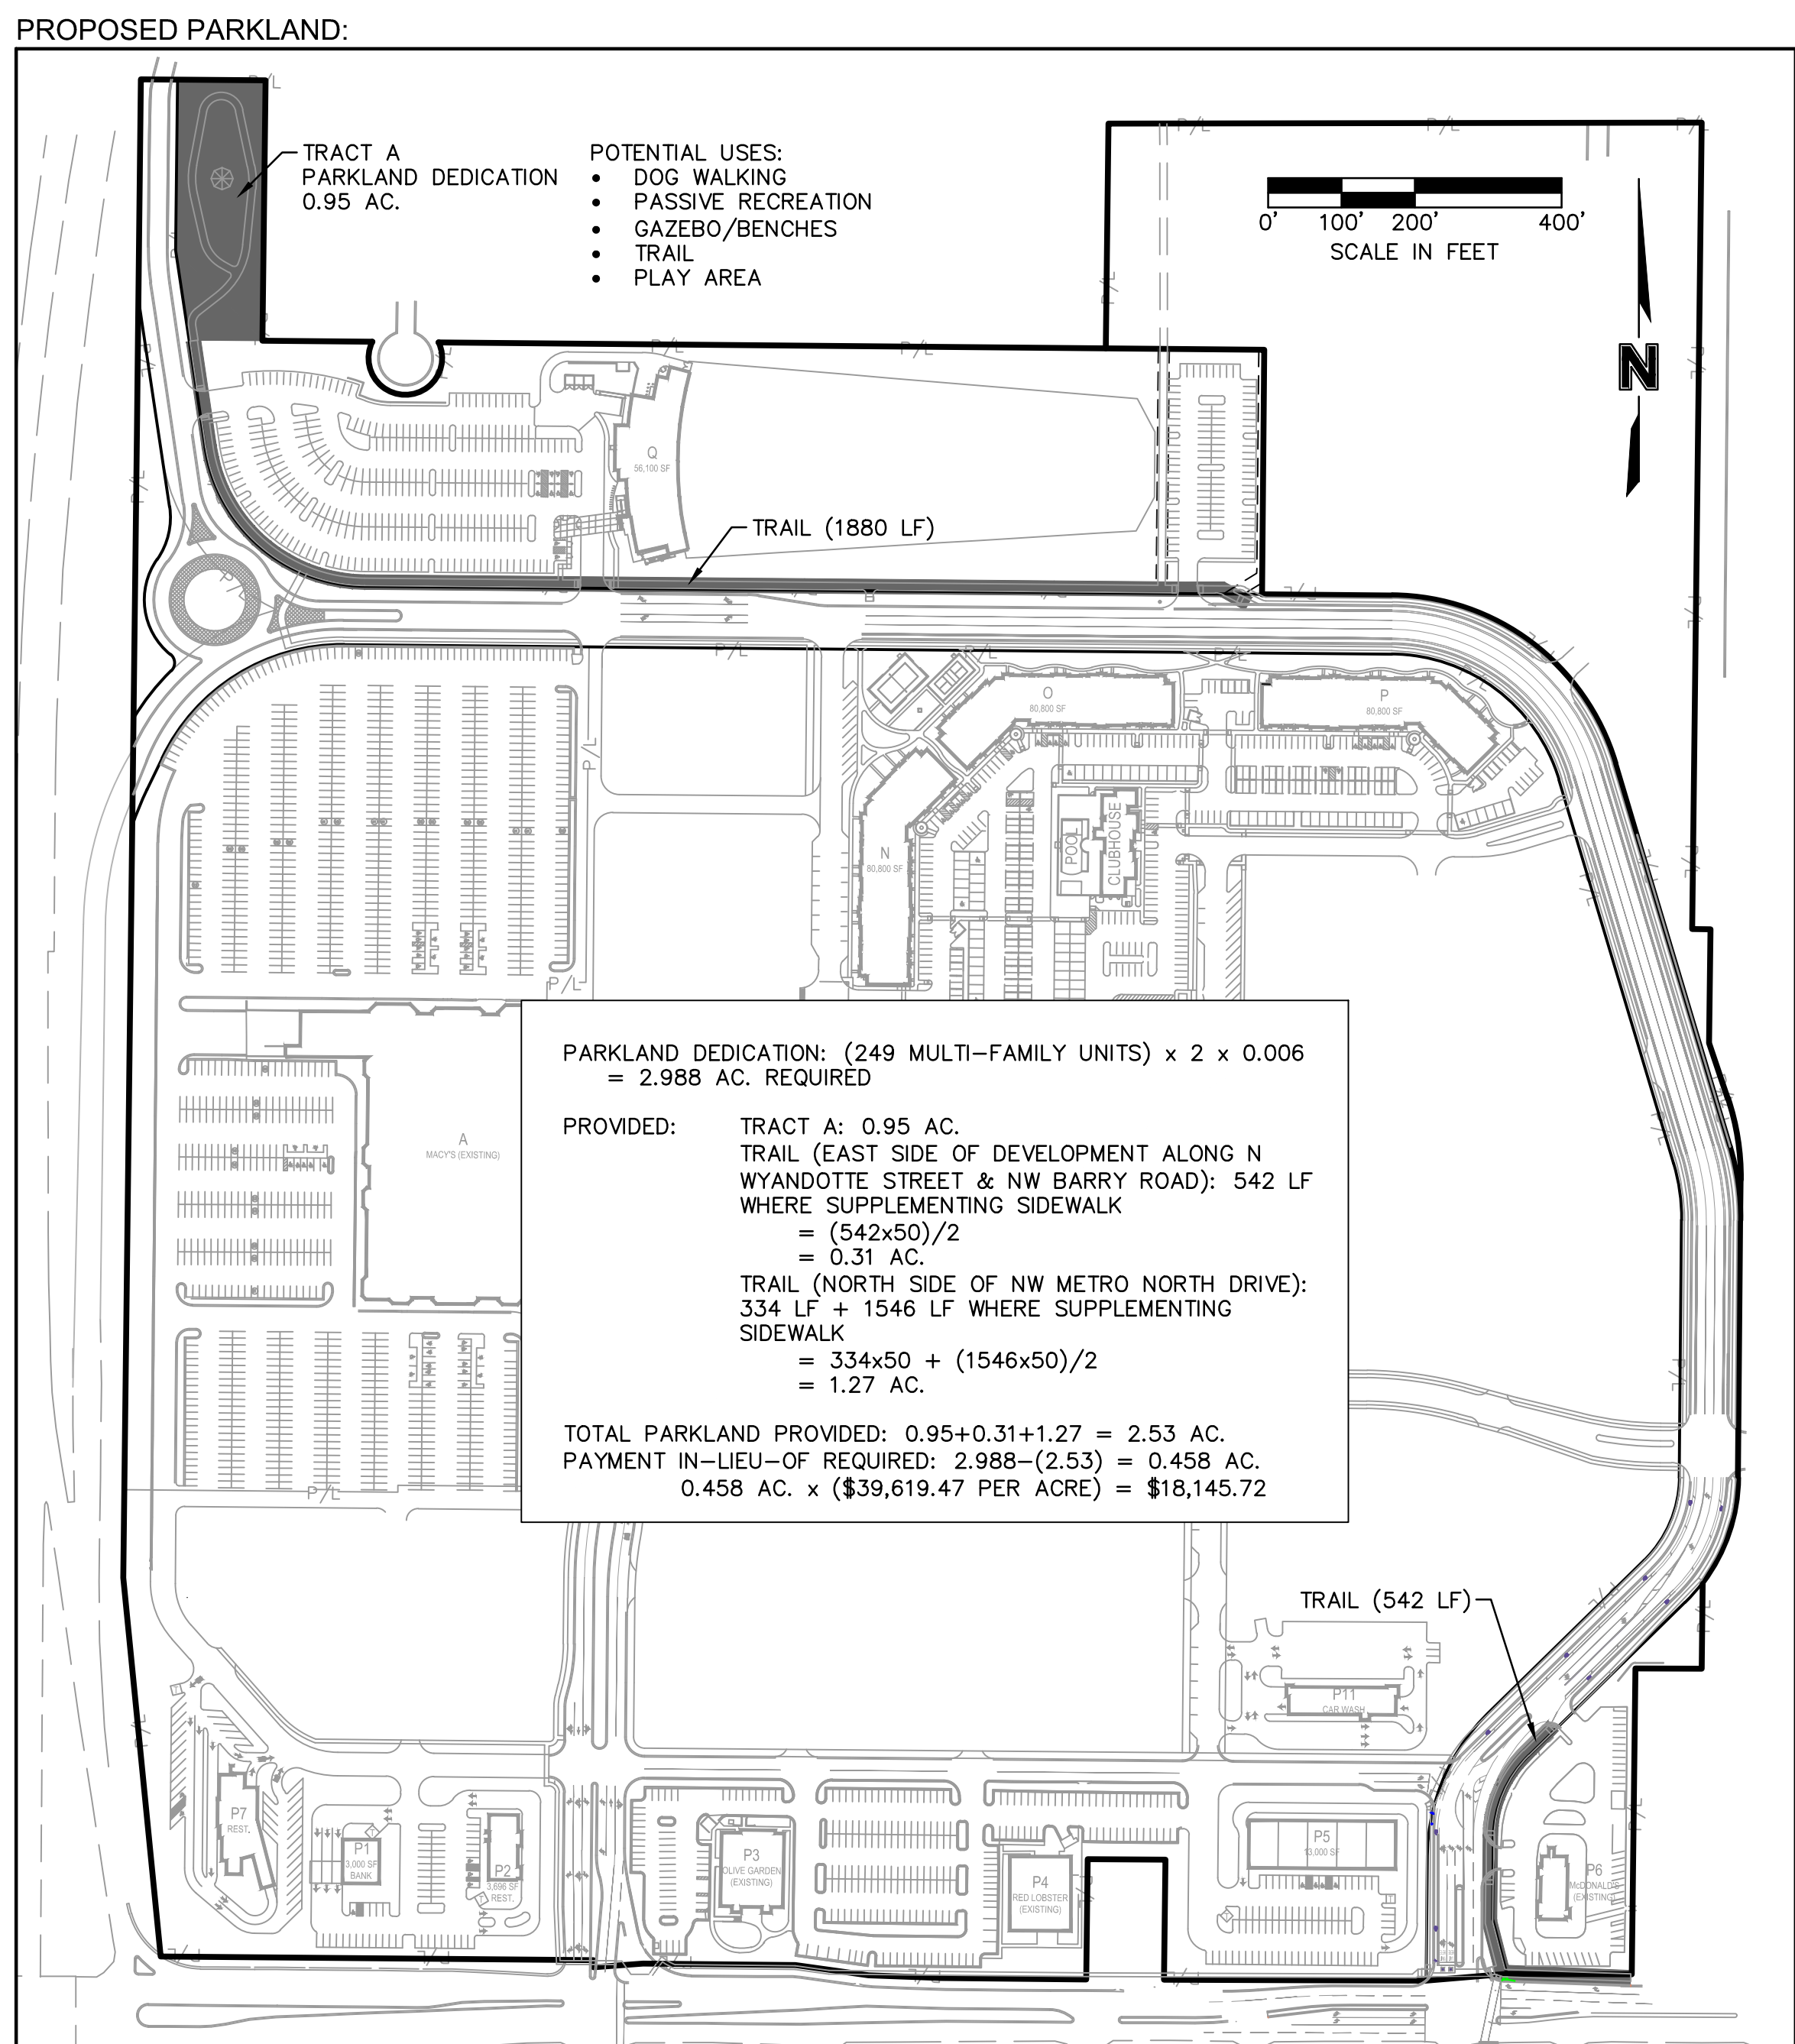 PROPOSED PARKLAND:
TRACT A
PARKLAND DEDICATION
0.95 AC.
POTENTIAL USES:
• DOG WALKING
• PASSIVE RECREATION
• GAZEBO/BENCHES
• TRAIL
• PLAY AREA
0' 100' 200' 400'
SCALE IN FEET
N
P/L
P/L
P/L
P/L
P/L
P/L
P/L
P/L
P/L
P/L
Q
56,100 SF
TRAIL (1880 LF)
P/L
P/L
P/L
P/L
P/L
O
80,800 SF
P
80,800 SF
N
80,800 SF
POOL
CLUBHOUSE
P/L
P/L
A
MACY'S (EXISTING)
PARKLAND DEDICATION: (249 MULTI-FAMILY UNITS) x 2 x 0.006
= 2.988 AC. REQUIRED
PROVIDED: TRACT A: 0.95 AC.
TRAIL (EAST SIDE OF DEVELOPMENT ALONG N
WYANDOTTE STREET & NW BARRY ROAD): 542 LF
WHERE SUPPLEMENTING SIDEWALK
= (542x50)/2
= 0.31 AC.
TRAIL (NORTH SIDE OF NW METRO NORTH DRIVE):
334 LF + 1546 LF WHERE SUPPLEMENTING
SIDEWALK
= 334x50 + (1546x50)/2
= 1.27 AC.
TOTAL PARKLAND PROVIDED: 0.95+0.31+1.27 = 2.53 AC.
PAYMENT IN-LIEU-OF REQUIRED: 2.988-(2.53) = 0.458 AC.
0.458 AC. x ($39,619.47 PER ACRE) = $18,145.72
P/L
P/L
TRAIL (542 LF)
P11
CAR WASH
P7
REST.
P1
3,000 SF
BANK
P2
3,696 SF
REST.
P3
OLIVE GARDEN
(EXISTING)
P4
RED LOBSTER
(EXISTING)
P5
13,000 SF
P6
McDONALD'S
(EXISTING)
P/L
P/L
P/L
P/L